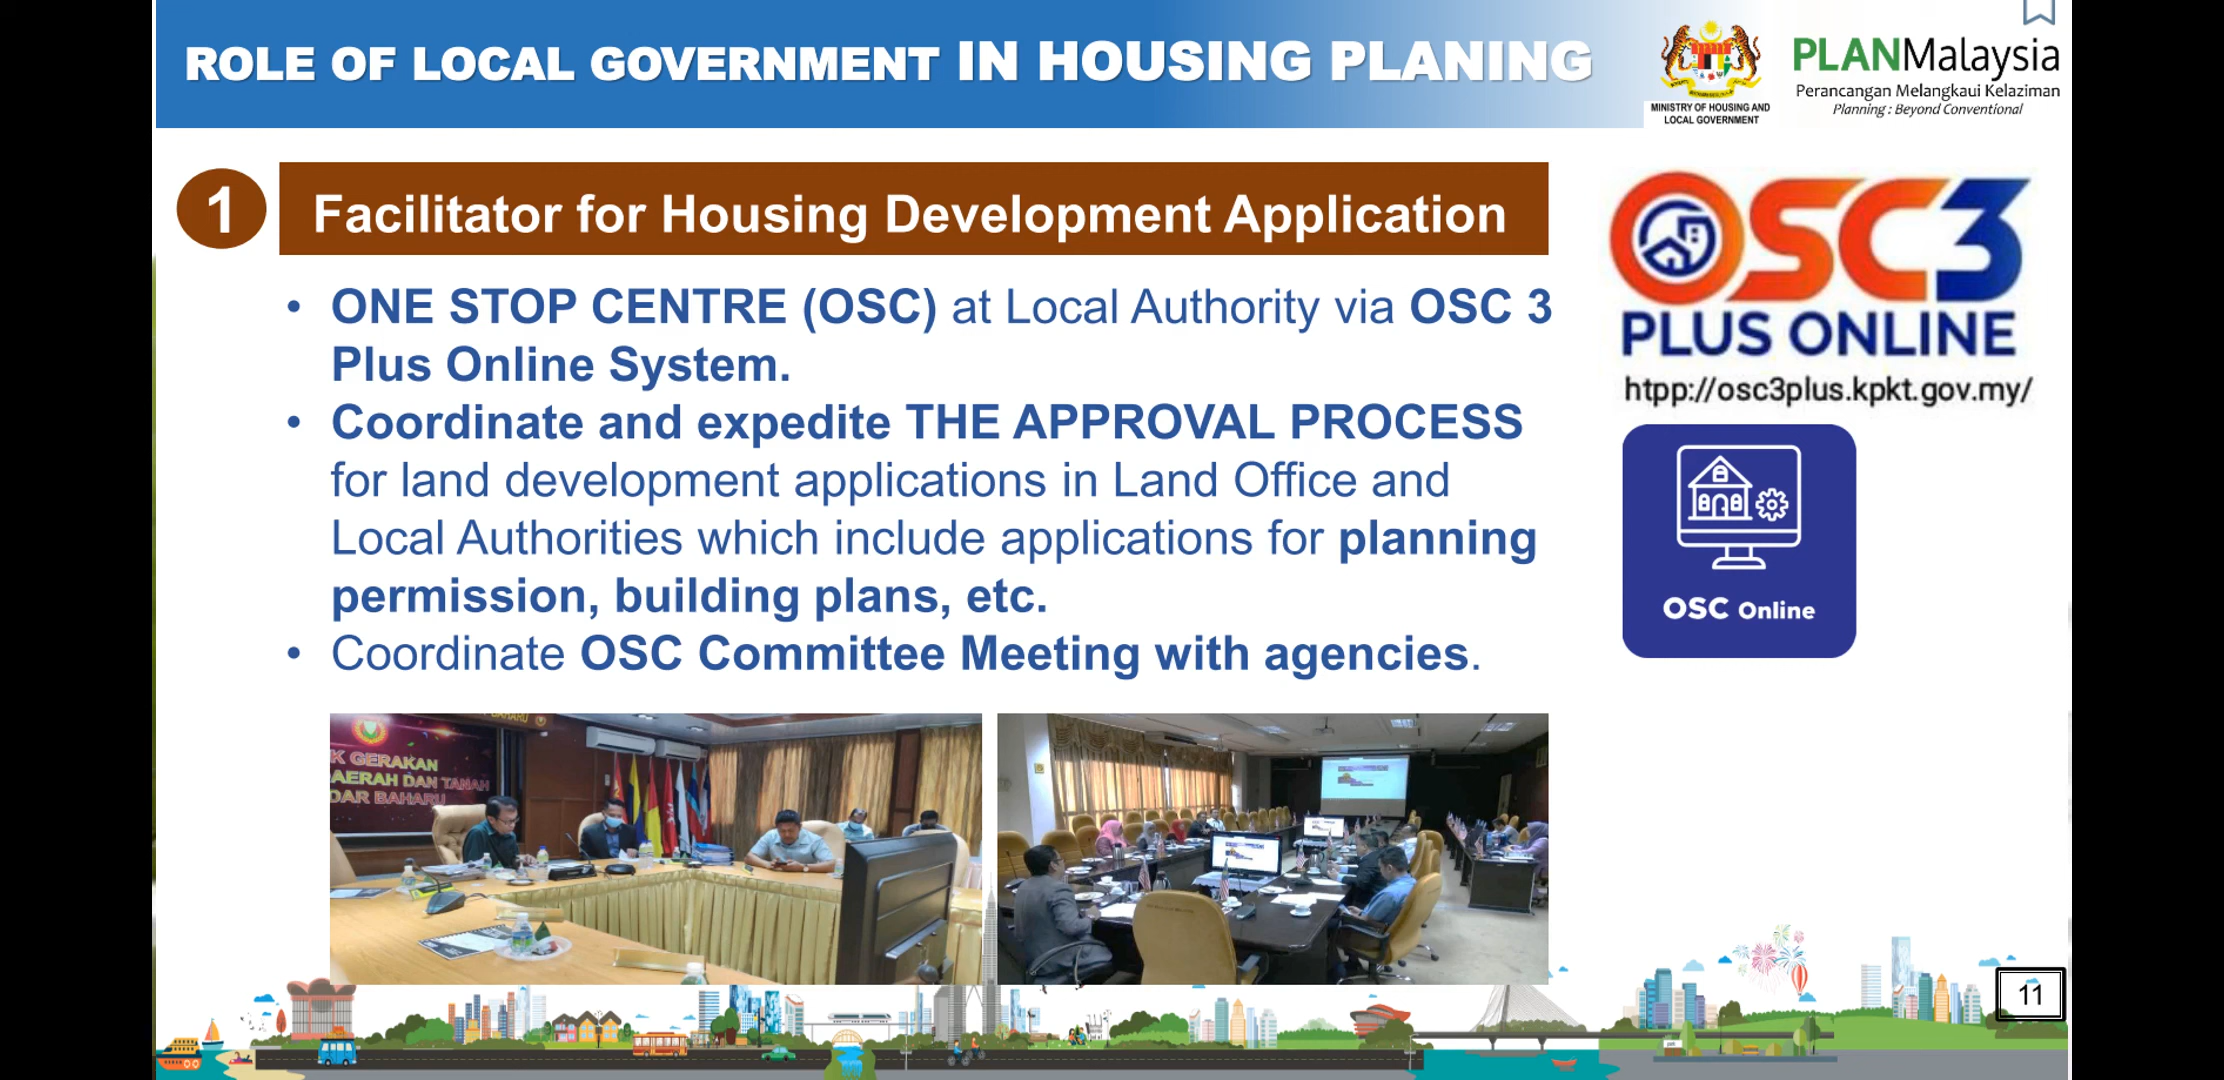 ROLE OF LOCAL GOVERNMENT IN HOUSING PLANING
MINISTRY OF HOUSING AND
LOCAL GOVERNMENT
PLANMalaysia
Perancangan Melangkaui Kelaziman
Planning : Beyond Conventional
1
Facilitator for Housing Development Application
• ONE STOP CENTRE (OSC) at Local Authority via OSC 3
Plus Online System.
• Coordinate and expedite THE APPROVAL PROCESS
for land development applications in Land Office and
Local Authorities which include applications for planning
permission, building plans, etc.
• Coordinate OSC Committee Meeting with agencies.
OSC3
PLUS ONLINE
htpp://osc3plus.kpkt.gov.my/
OSC Online
K GERAKAN
AERAH DAN TANAH
DAR BAHARU
11